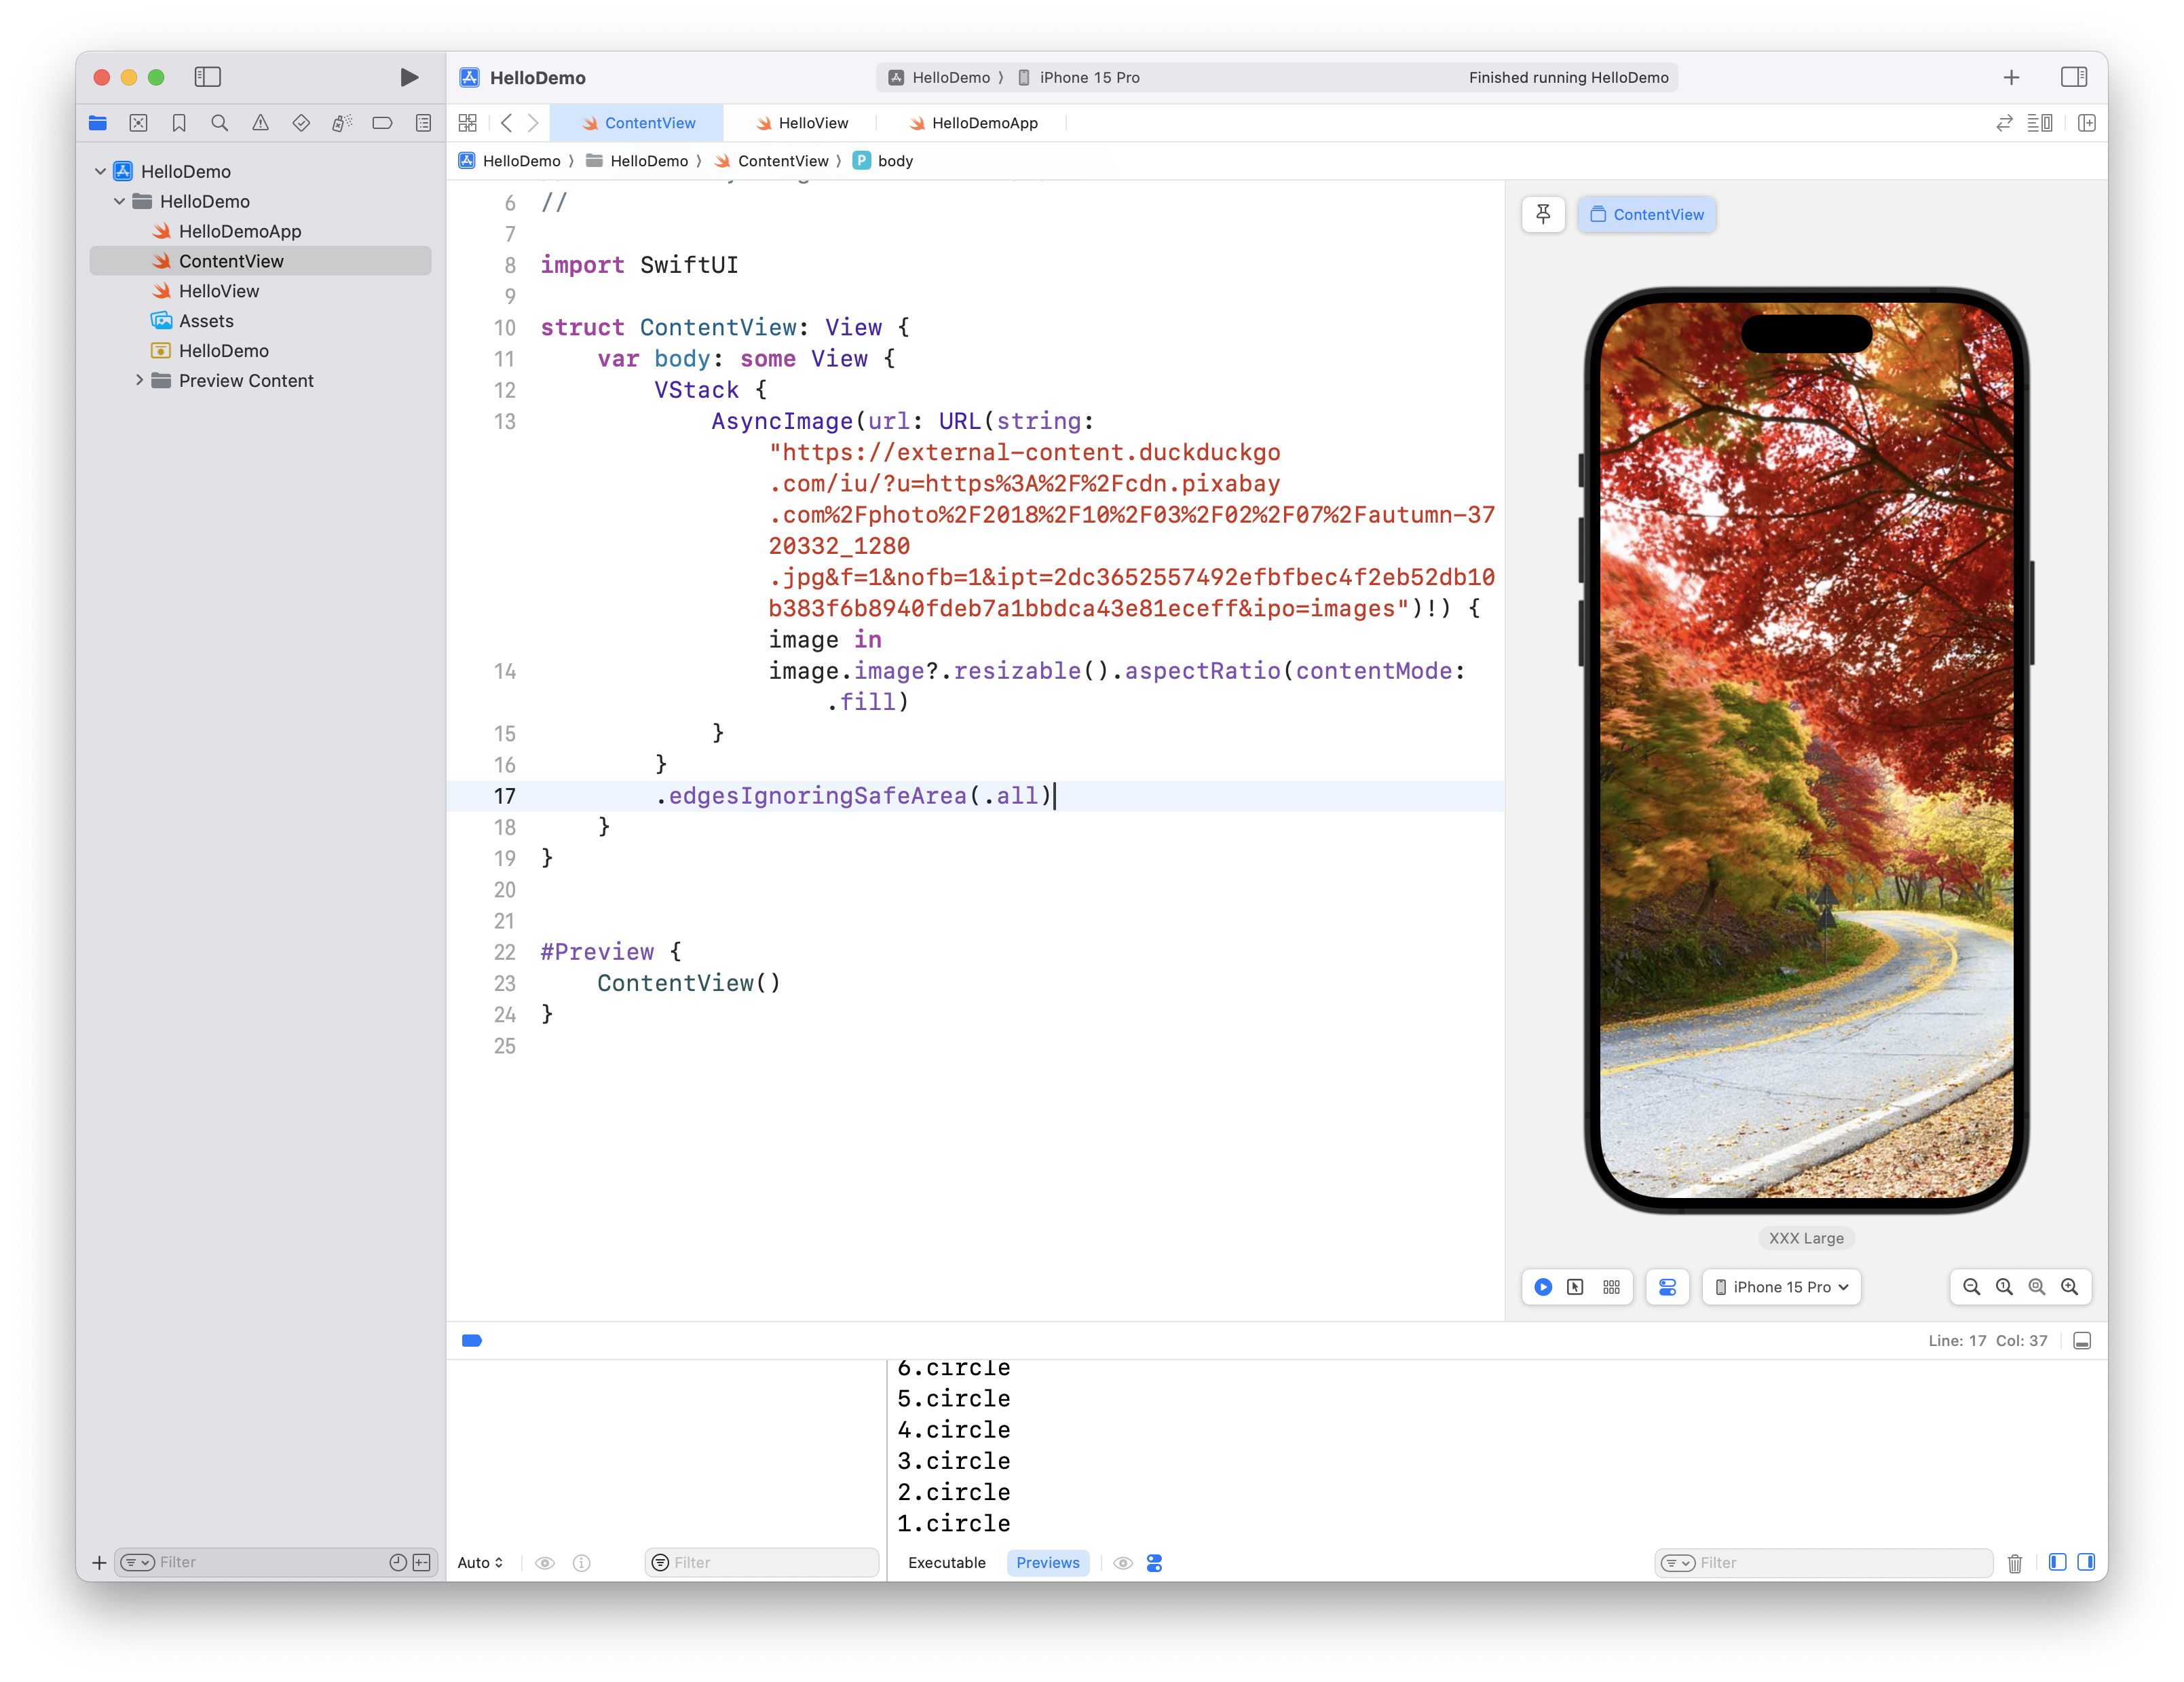 HelloDemo
HelloDemo
iPhone 15 Pro
Finished running HelloDemo
ContentView
HelloView
HelloDemoApp
HelloDemo
HelloDemo
ContentView
P
body
HelloDemo
HelloDemo
HelloDemoApp
ContentView
HelloView
Assets
HelloDemo
Preview Content
6 //
7
8 import SwiftUI
9
10 struct ContentView: View {
11 var body: some View {
12 VStack {
13 AsyncImage(url: URL(string:
"https://external-content.duckduckgo
.com/iu/?u=https%3A%2F%2Fcdn.pixabay
.com%2Fphoto%2F2018%2F10%2F03%2F02%2F07%2Fautumn-37
20332_1280
.jpg&f=1&nofb=1&ipt=2dc3652557492efbfbec4f2eb52db10
b383f6b8940fdeb7a1bbdca43e81eceff&ipo=images")!) {
image in
14 image.image?.resizable().aspectRatio(contentMode:
.fill)
15 }
16 }
17 .edgesIgnoringSafeArea(.all)
18 }
19 }
20
21
22 #Preview {
23 ContentView()
24 }
25
ContentView
XXX Large
iPhone 15 Pro
Line: 17 Col: 37
6.circle
5.circle
4.circle
3.circle
2.circle
1.circle
Filter
Auto
Filter
Executable
Previews
Filter